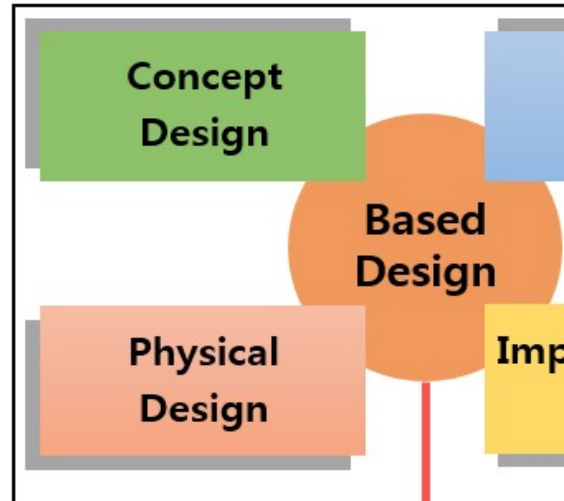 Concept
Design
Based
Design
Physical
Design
Imp